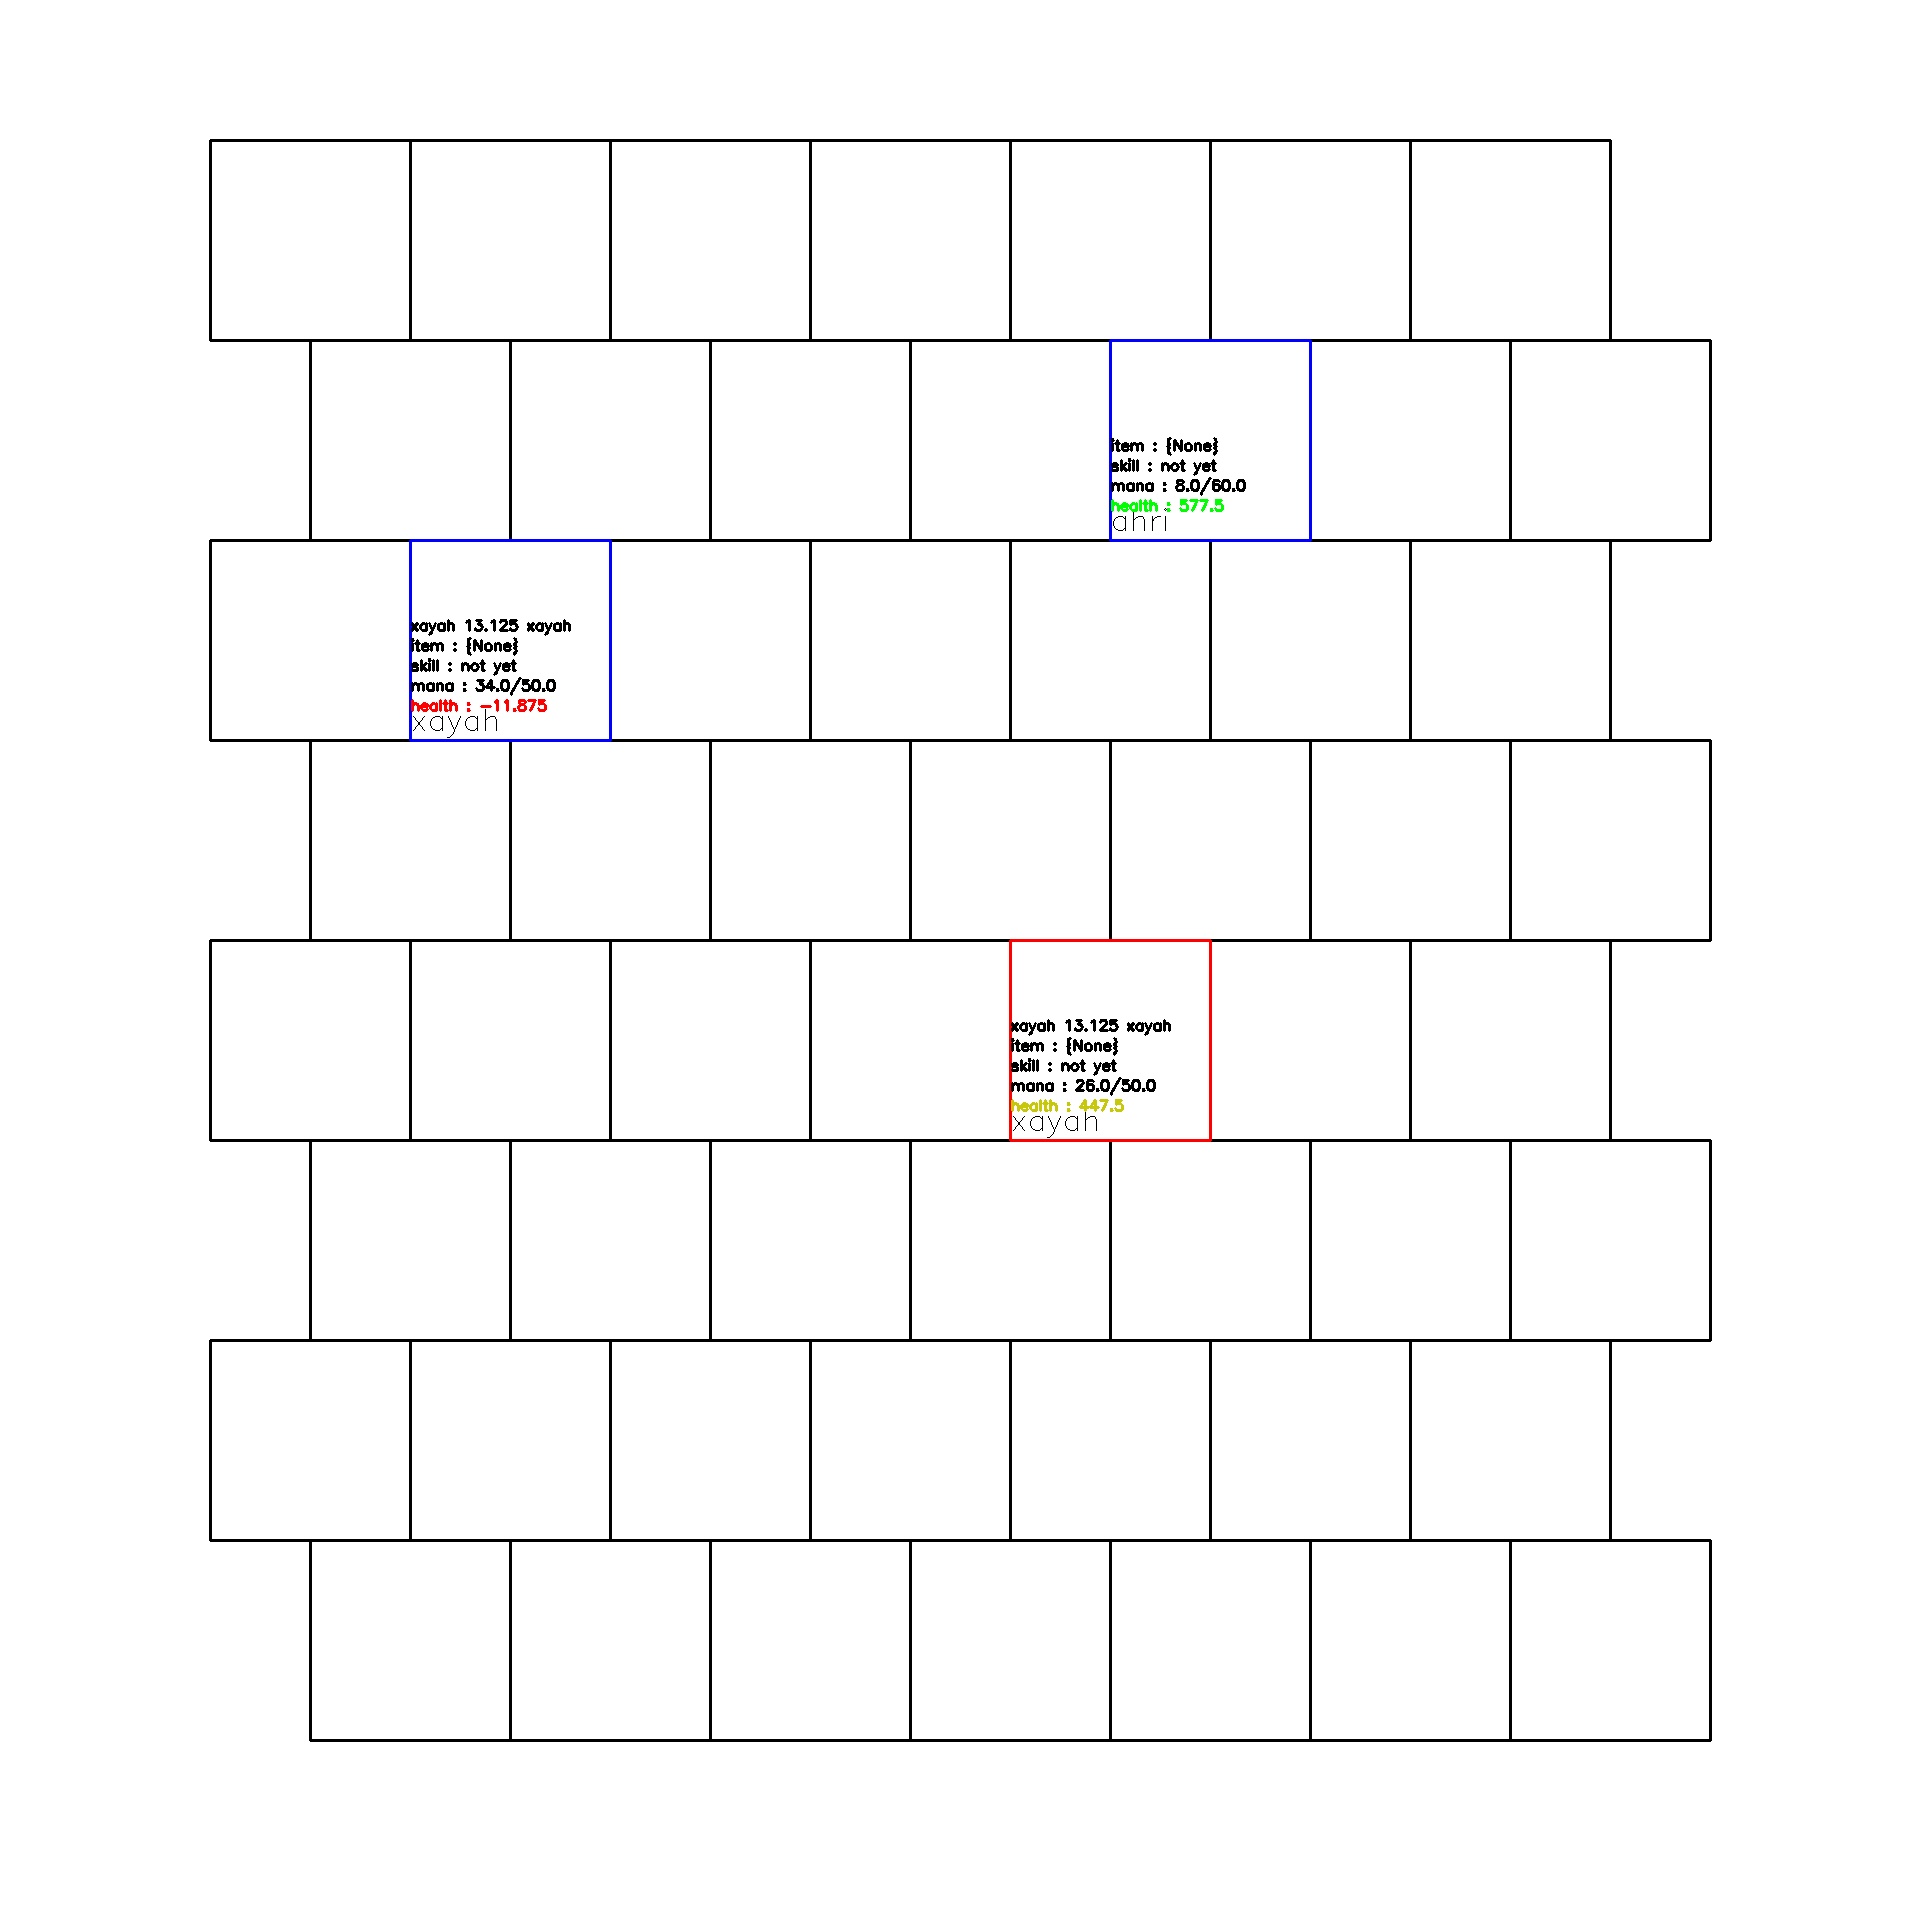 item : {None}
skill : not yet
mana : 8.0/60.0
health : 577.5
ahri
xayah 13.125 xayah
item : {None}
skill : not yet
mana : 34.0/50.0
health : -11.875
xayah
xayah 13.125 xayah
item : {None}
skill : not yet
mana : 26.0/50.0
health : 447.5
xayah